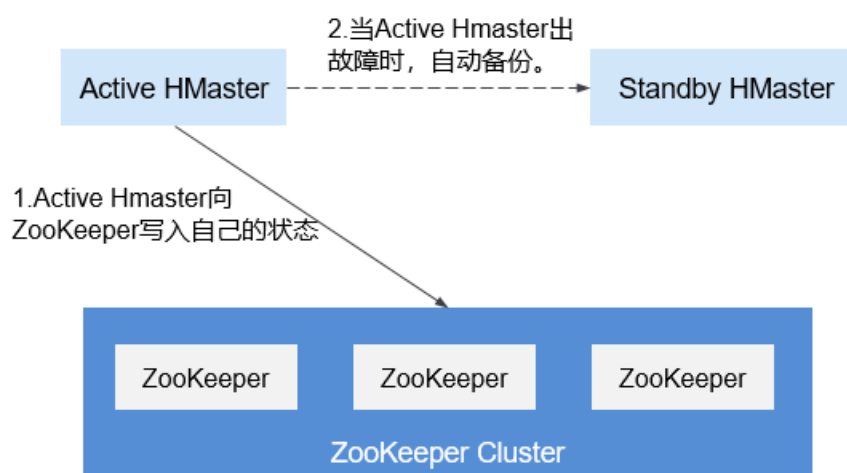 2.当Active Hmaster出
故障时，自动备份。
Active HMaster
Standby HMaster
1.Active Hmaster向
ZooKeeper写入自己的状态
ZooKeeper
ZooKeeper
ZooKeeper
ZooKeeper Cluster